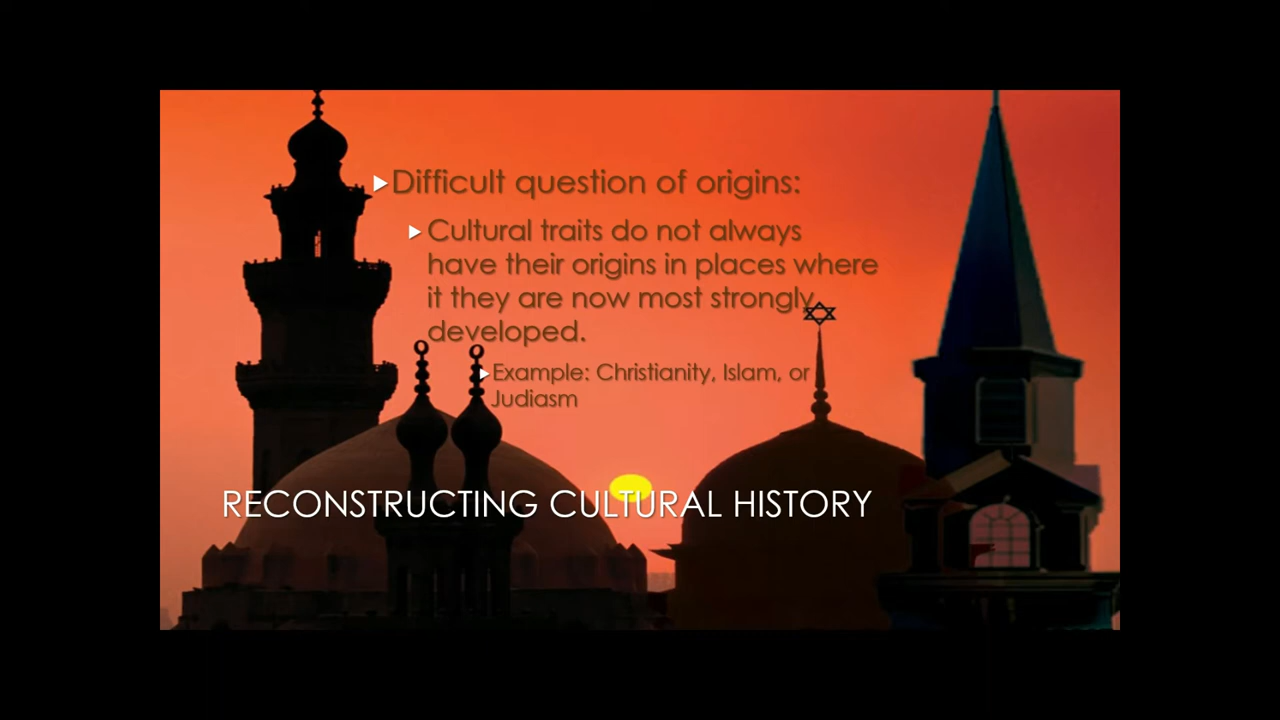 Difficult question of origins:
Cultural traits do not always
have their origins in places where
it they are now most strongly
developed.
Example: Christianity, Islam, or
Judiasm
RECONSTRUCTING CULTURAL HISTORY